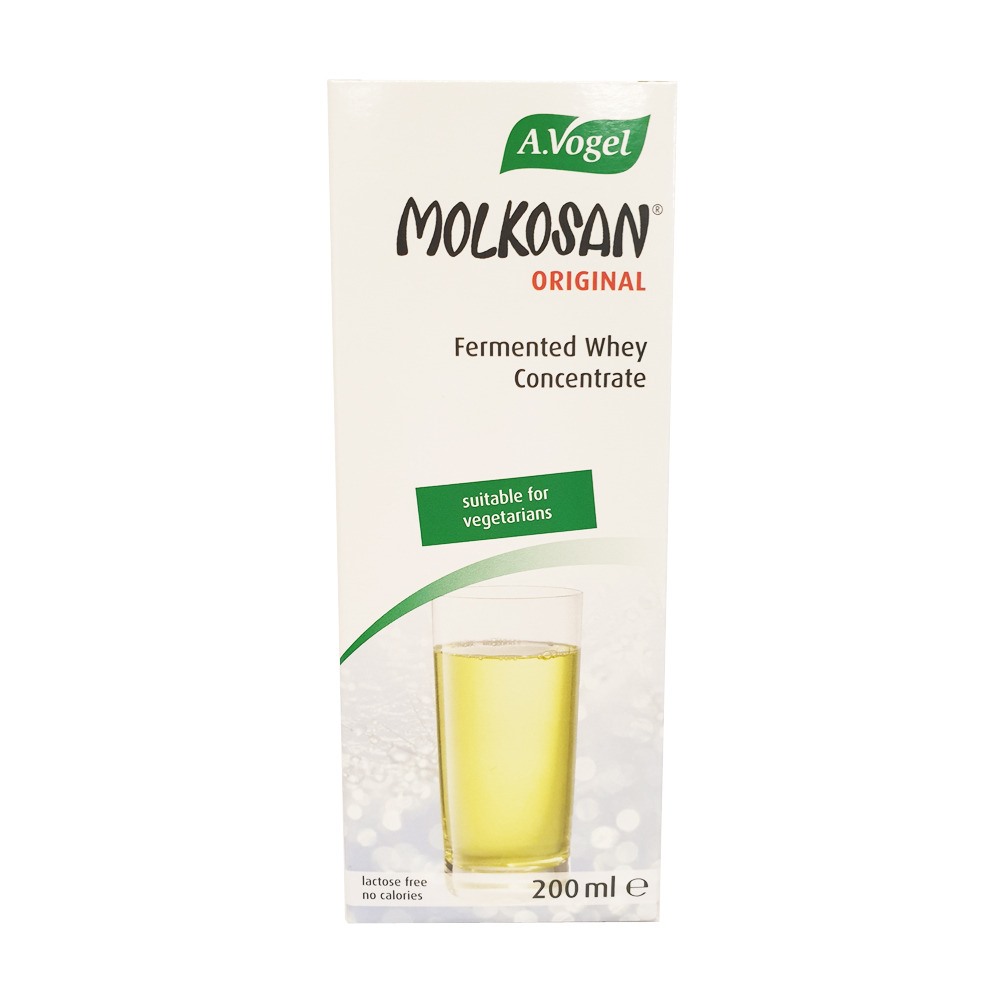 A.Vogel
MOLKOSAN®
ORIGINAL
Fermented Whey
Concentrate
suitable for
vegetarians
lactose free
no calories
200 ml ℮